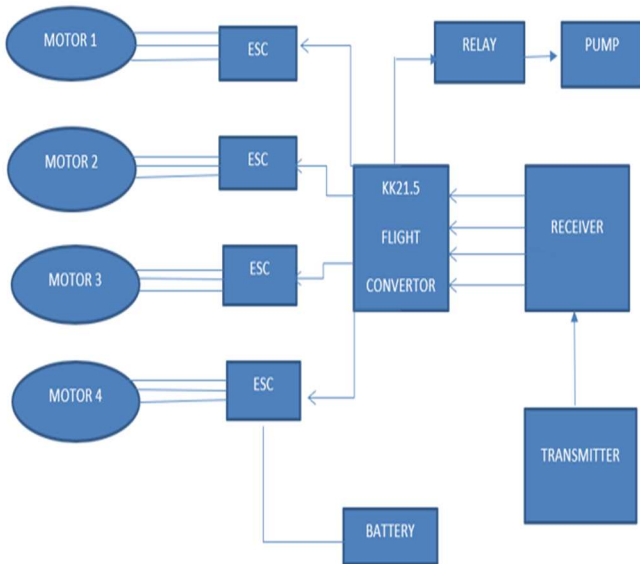 MOTOR 1
ESC
RELAY
PUMP
MOTOR 2
ESC
KK21.5
FLIGHT
CONVERTOR
RECEIVER
MOTOR 3
ESC
MOTOR 4
ESC
TRANSMITTER
BATTERY